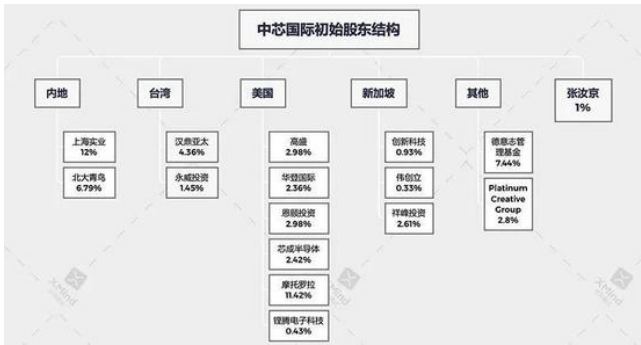 中芯国际初始股东结构
内地
台湾
美国
新加坡
其他
张汝京
1%
上海实业
12%
北大青鸟
6.79%
汉鼎亚太
4.36%
永威投资
1.45%
高盛
2.98%
华登国际
2.36%
恩颐投资
2.98%
芯成半导体
2.42%
摩托罗拉
11.42%
铿腾电子科技
0.43%
创新科技
0.93%
伟创立
0.33%
祥峰投资
2.61%
德意志管
理基金
7.44%
Platinum
Creative
Group
2.8%
XMind
XMind